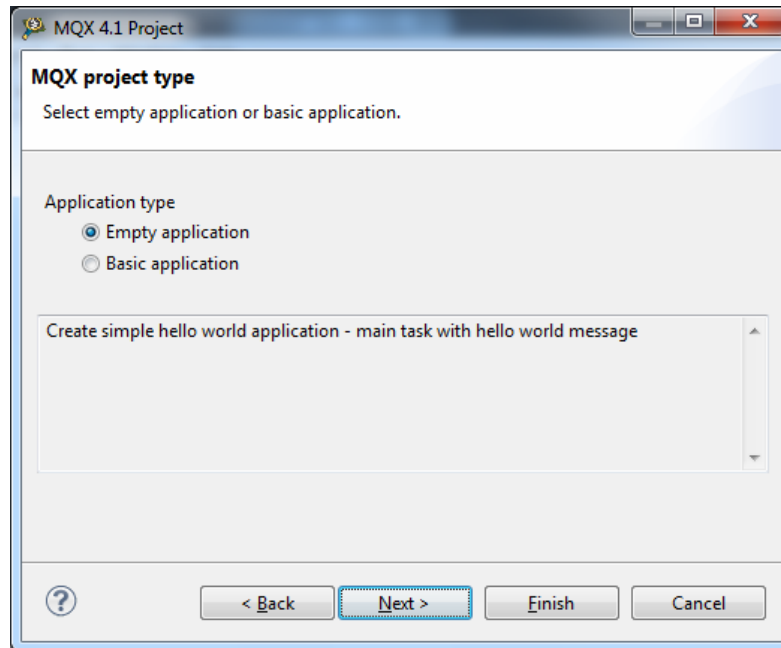 MQX 4.1 Project
MQX project type
Select empty application or basic application.
Application type
Empty application
Basic application
Create simple hello world application - main task with hello world message
?
< Back
Next >
Finish
Cancel